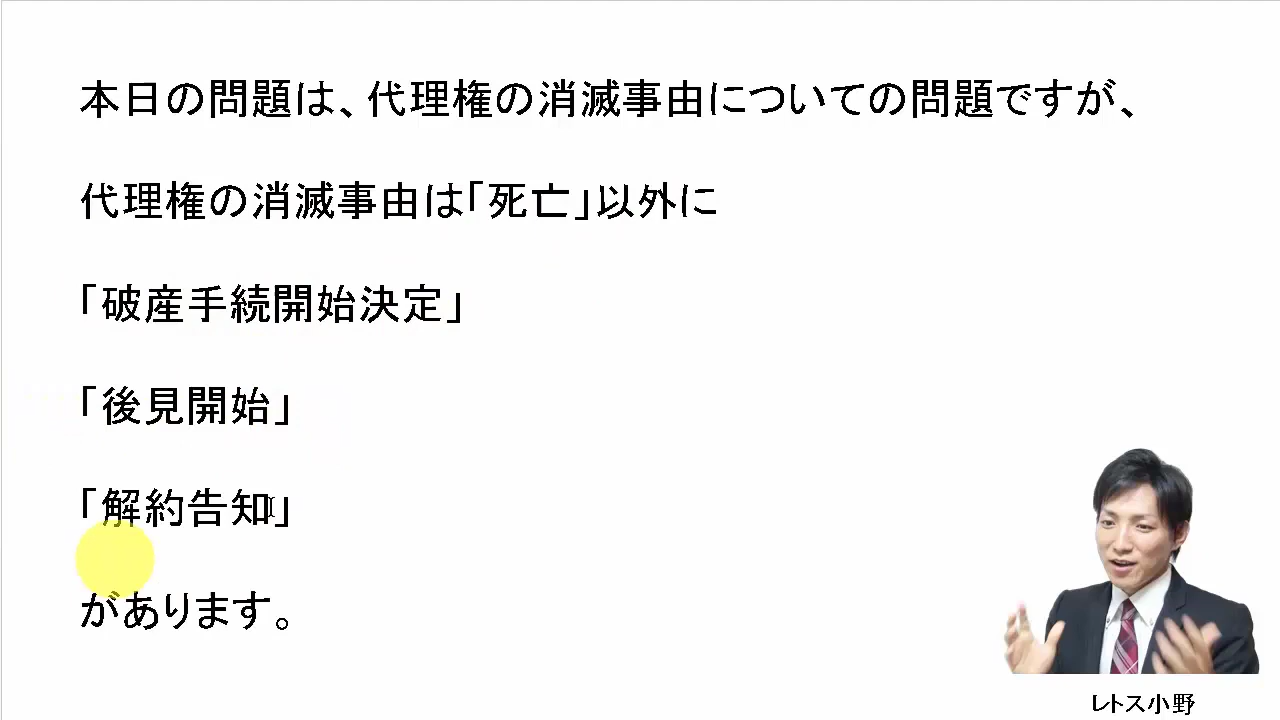 本日の問題は、代理権の消滅事由についての問題ですが、
代理権の消滅事由は「死亡」以外に
「破産手続開始決定」
「後見開始」
「解約告知」
があります。
レトス小野